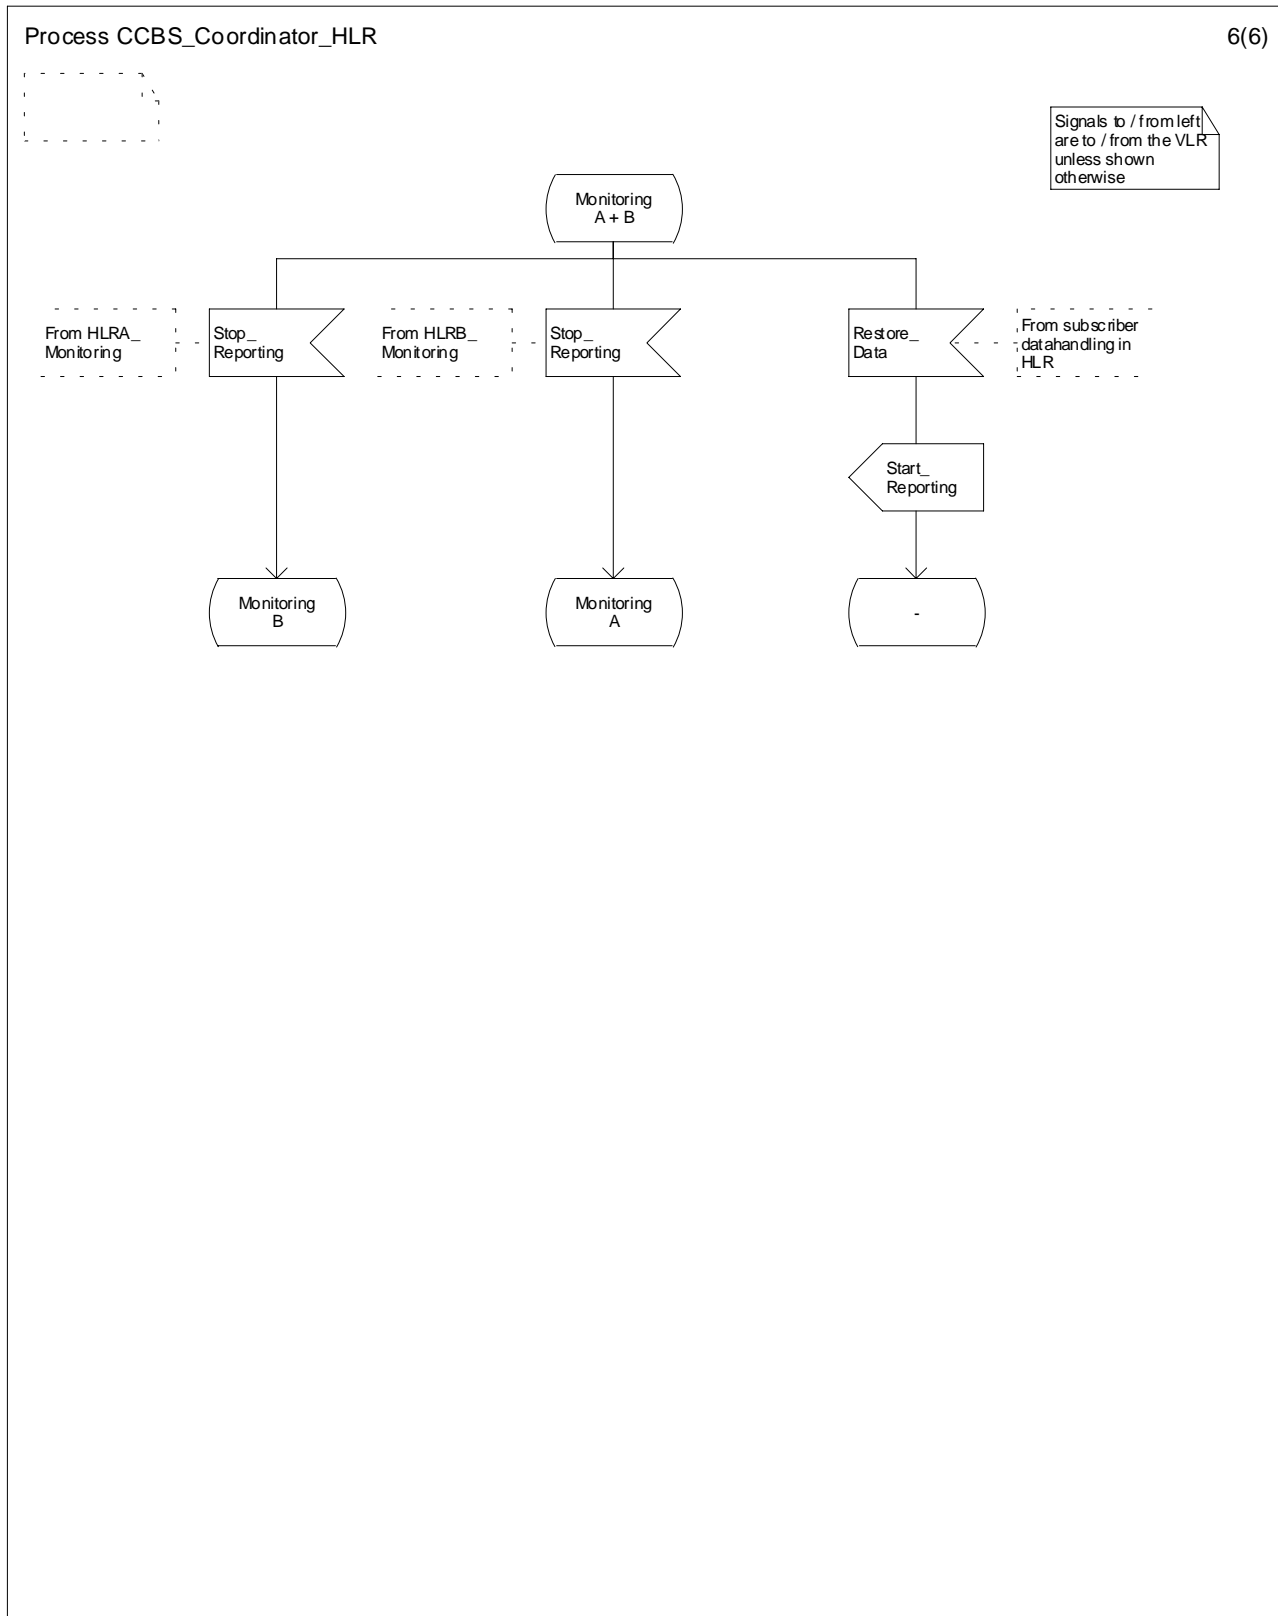 Process CCBS_Coordinator_HLR
6(6)
Signals to / from left
are to / from the VLR
unless shown
otherwise
Monitoring
A + B
From HLRA_
Monitoring
Stop_
Reporting
From HLRB_
Monitoring
Stop_
Reporting
Restore_
Data
From subscriber
datahandling in
HLR
Start_
Reporting
Monitoring
B
Monitoring
A
-